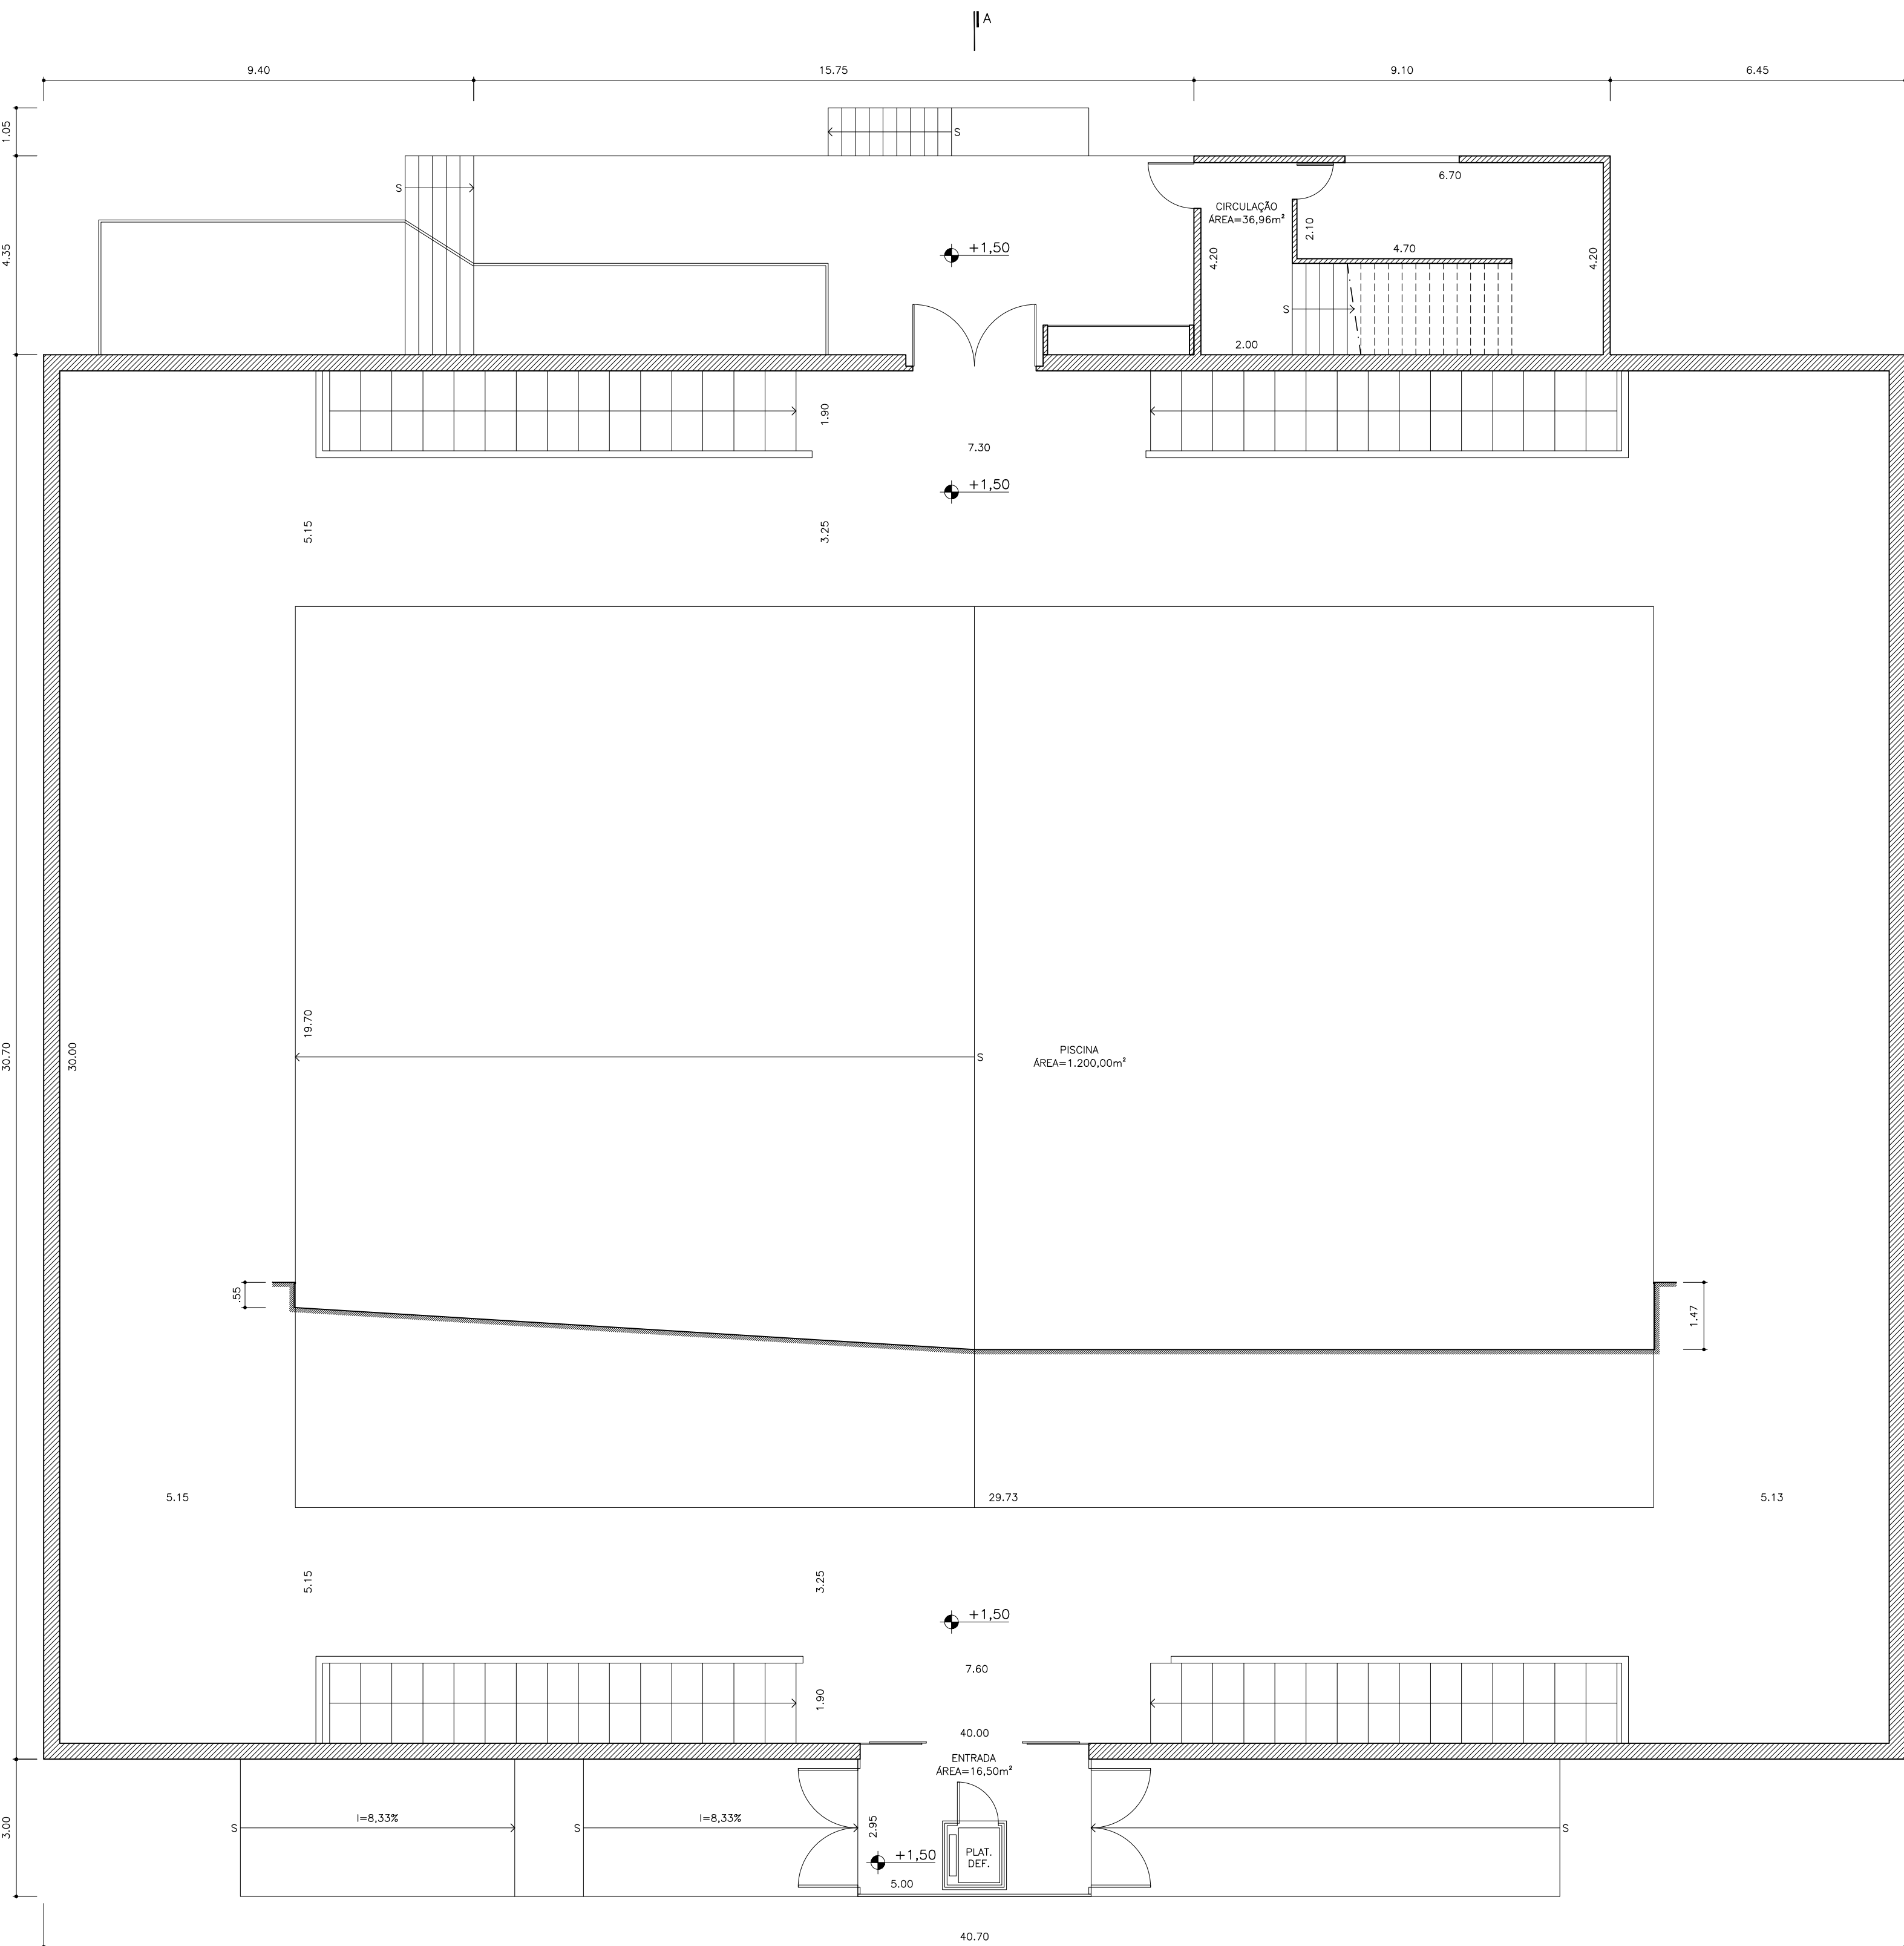 A
9.40
15.75
9.10
6.45
1.05
S
S
6.70
CIRCULAÇÃO
ÁREA=36,96m²
2.10
4.35
+1,50
4.20
4.70
4.20
S
2.00
1.90
7.30
+1,50
5.15
3.25
19.70
30.70
30.00
S
PISCINA
ÁREA=1.200,00m²
.55
1.47
5.15
29.73
5.13
5.15
3.25
+1,50
7.60
1.90
40.00
ENTRADA
ÁREA=16,50m²
3.00
S
I=8,33%
S
I=8,33%
2.95
S
+1,50
PLAT.
DEF.
5.00
40.70